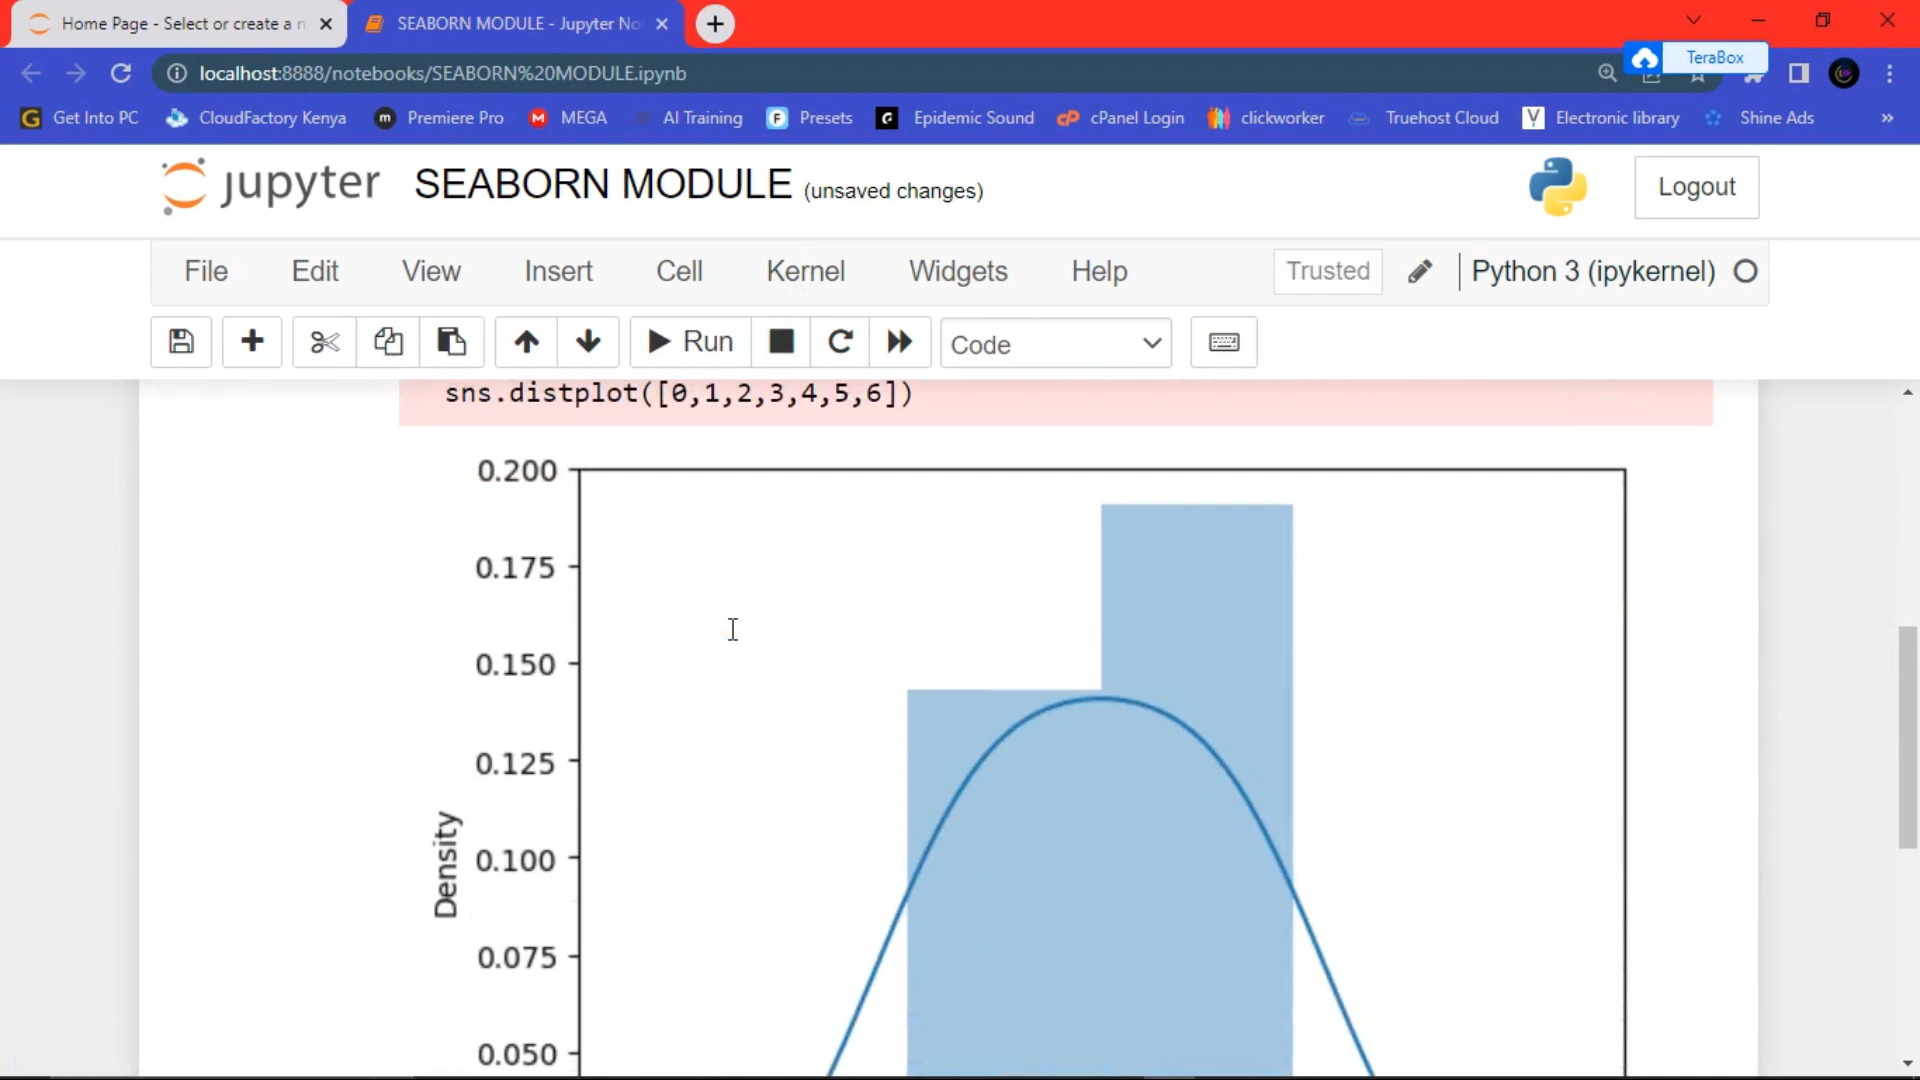 Home Page - Select or create a n
SEABORN MODULE - Jupyter No
localhost:8888/notebooks/SEABORN%20MODULE.ipynb
TeraBox
Get Into PC
CloudFactory Kenya
Premiere Pro
MEGA
AI Training
Presets
Epidemic Sound
cPanel Login
clickworker
Truehost Cloud
Electronic library
Shine Ads
»
jupyter SEABORN MODULE (unsaved changes)
Logout
File Edit View Insert Cell Kernel Widgets Help
Trusted
Python 3 (ipykernel)
Run
Code
sns.distplot([0,1,2,3,4,5,6])
0.200
0.175
0.150
0.125
0.100
0.075
0.050
Density